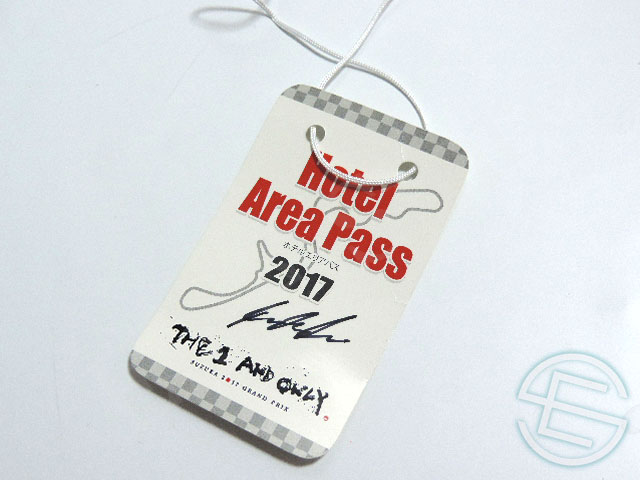 Hotel
Area Pass
ホテルエリアパス
2017
THE 1 AND ONLY
SUZUKA 2017 GRAND PRIX